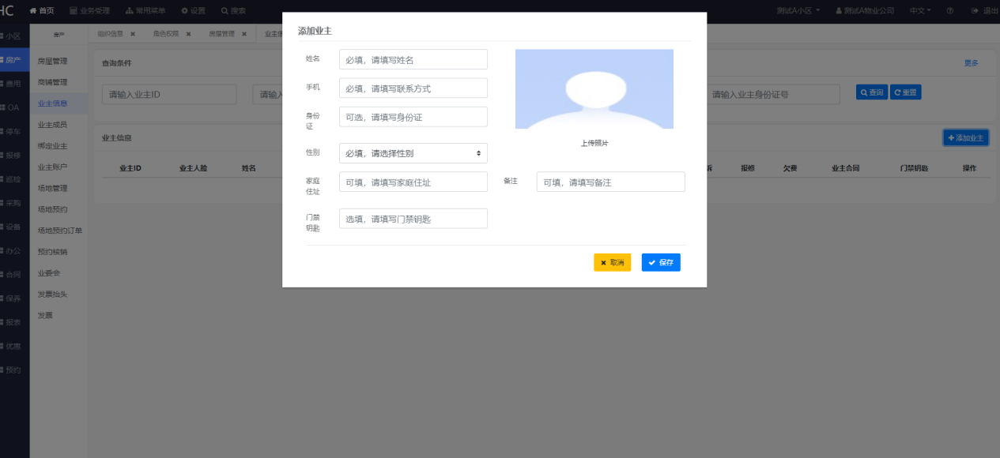 HC 首页 业务受理 常用菜单 设置 搜索 测试A小区 测试A物业公司 中文 退出
小区
房产
费用
OA
停车
报修
巡检
采购
设备
办公
合同
保养
报表
优惠
预约
房产
房屋管理
商铺管理
业主信息
业主成员
绑定业主
业主账户
场地管理
场地预约
场地预约订单
预约核销
业委会
发票抬头
发票
组织信息 × 角色权限 × 房屋管理 × 业主信
查询条件 更多
请输入业主ID 请输入 请输入业主身份证号 查询 重置
业主信息 添加业主
业主ID 业主人脸 姓名 诉 报修 欠费 业主合同 门禁钥匙 操作
添加业主
姓名 必填，请填写姓名
手机 必填，请填写联系方式
身份
证
可选，请填写身份证
上传照片
性别 必填，请选择性别
家庭
住址
可填，请填写家庭住址
备注 可填，请填写备注
门禁
钥匙
选填，请填写门禁钥匙
取消 保存